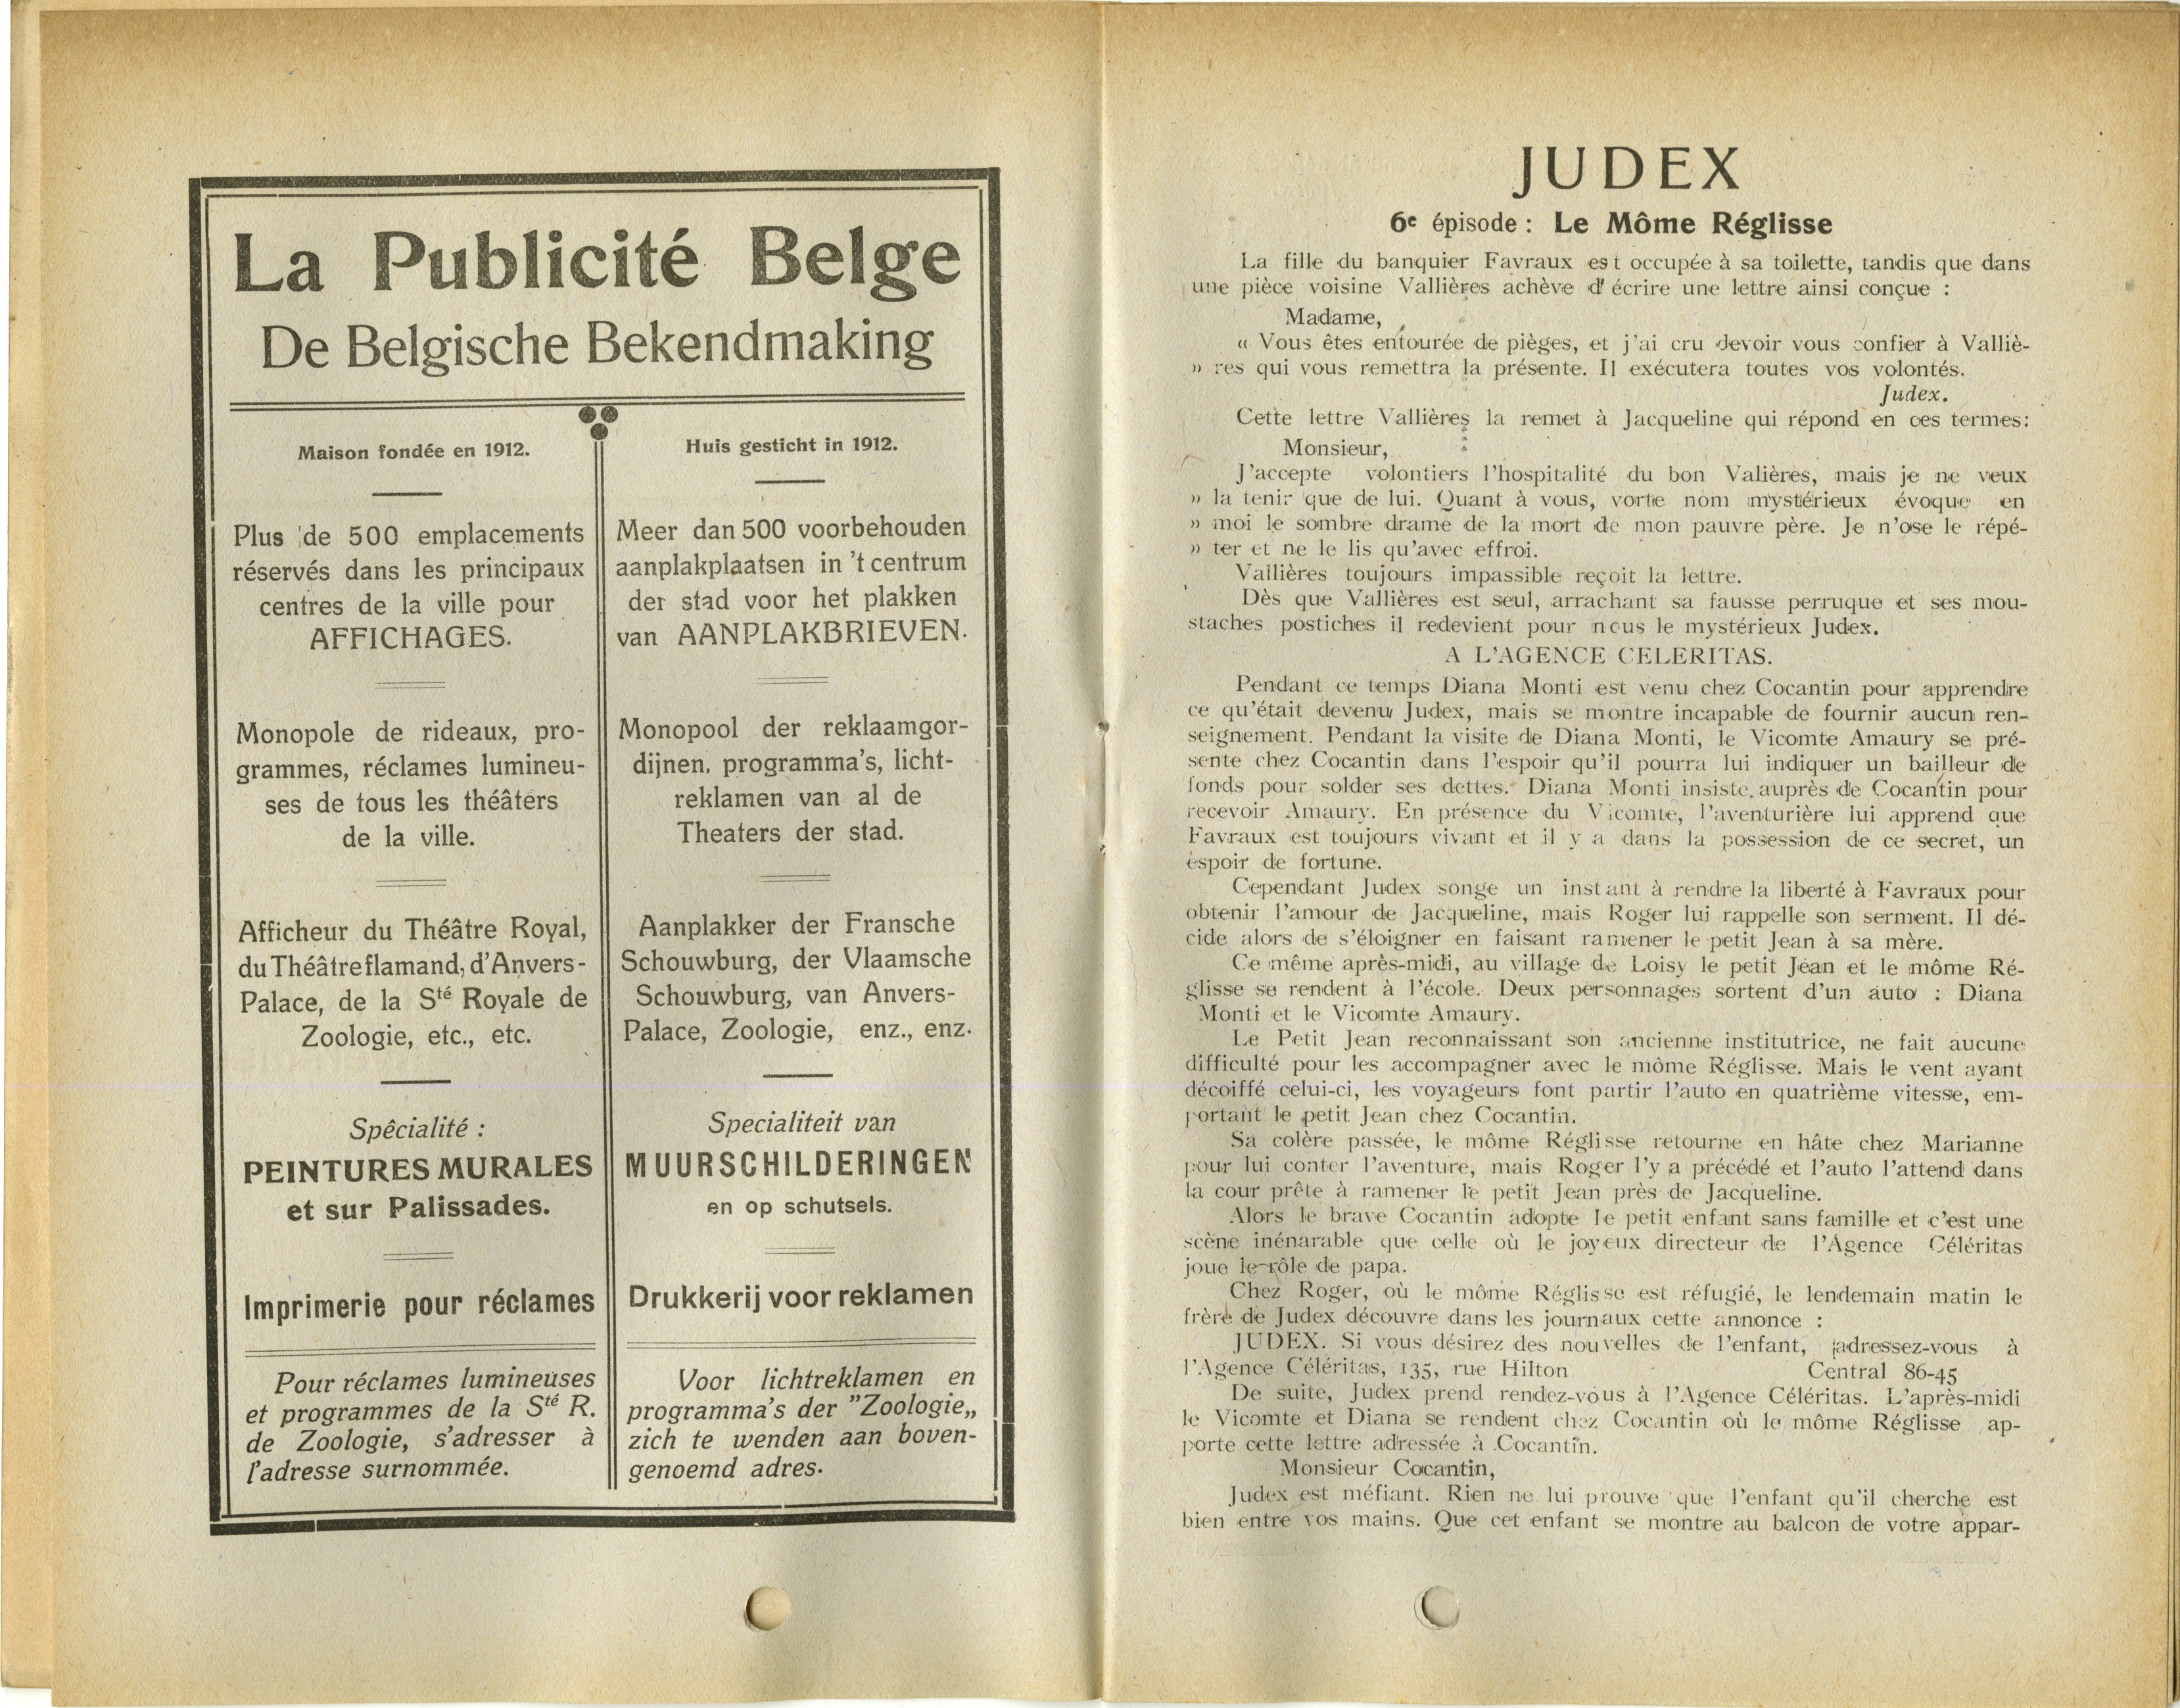 La Publicité Belge
De Belgische Bekendmaking
Maison fondée en 1912.
Plus de 500 emplacements
réservés dans les principaux
centres de la ville pour
AFFICHAGES.
Monopole de rideaux, pro-
grammes, réclames lumineu-
ses de tous les théâters
de la ville.
Afficheur du Théâtre Royal,
du Théâtre flamand, d'Anvers-
Palace, de la Sté Royale de
Zoologie, etc., etc.
Spêcialité :
PEINTURES MURALES
et sur Palissades.
Imprimerie pour réclames
Pour réclames lumineuses
et programmes de la Sté R.
de Zoologie, s'adresser à
l'adresse surnommée.
Huis gesticht in 1912.
Meer dan 500 voorbehouden
aanplakplaatsen in 't centrum
der stad voor het plakken
van AANPLAKBRIEVEN.
Monopool der reklaamgor-
dijnen, programma's, licht-
reklamen van al de
Theaters der stad.
Aanplakker der Fransche
Schouwburg, der Vlaamsche
Schouwburg, van Anvers-
Palace, Zoologie, enz., enz.
Specialiteit van
MUURSCHILDERINGEN
en op schutsels.
Drukkerij voor reklamen
Voor lichtreklamen en
programma's der "Zoologie„
zich te wenden aan boven-
genoemd adres.
JUDEX
6e épisode : Le Môme Réglisse
La fille du banquier Favraux est occupée à sa toilette, tandis que dans
une pièce voisine Vallières achève d'écrire une lettre ainsi conçue :
Madame,
« Vous êtes entourée de pièges, et j'ai cru devoir vous confier à Valliè-
» res qui vous remettra la présente. Il exécutera toutes vos volontés.
Judex.
Cette lettre Vallières la remet à Jacqueline qui répond en ces termes:
Monsieur,
J'accepte volontiers l'hospitalité du bon Valières, mais je ne veux
» la tenir que de lui. Quant à vous, vortie nom mystérieux évoque en
» moi le sombre drame de la mort de mon pauvre père. Je n'ose le répé-
» ter et ne le lis qu'avec effroi.
Vallières toujours impassible reçoit la lettre.
Dès que Vallières est seul, arrachant sa fausse perruque et ses mou-
staches postiches il redevient pour nous le mystérieux Judex.
A L'AGENCE CELERITAS.
Pendant ce temps Diana Monti est venu chez Cocantin pour apprendre
ce qu'était devenu Judex, mais se montre incapable de fournir aucun ren-
seignement. Pendant la visite de Diana Monti, le Vicomte Amaury se pré-
sente chez Cocantin dans l'espoir qu'il pourra lui indiquer un bailleur de
fonds pour solder ses dettes. Diana Monti insiste auprès de Cocantin pour
recevoir Amaury. En présence du Vicomte, l'aventurière lui apprend que
Favraux est toujours vivant et il y a dans la possession de ce secret, un
espoir de fortune.
Cependant Judex songe un instant à rendre la liberté à Favraux pour
obtenir l'amour de Jacqueline, mais Roger lui rappelle son serment. Il dé-
cide alors de s'éloigner en faisant ramener le petit Jean à sa mère.
Ce même après-midi, au village de Loisy le petit Jean et le môme Ré-
glisse se rendent à l'école. Deux personnages sortent d'un auto : Diana
Monti et le Vicomte Amaury.
Le Petit Jean reconnaissant son ancienne institutrice, ne fait aucune
difficulté pour les accompagner avec le môme Réglisse. Mais le vent ayant
décoiffé celui-ci, les voyageurs font partir l'auto en quatrième vitesse, em-
portant le petit Jean chez Cocantin.
Sa colère passée, le môme Réglisse retourne en hâte chez Marianne
pour lui conter l'aventure, mais Roger l'y a précédé et l'auto l'attend dans
la cour prête à ramener le petit Jean près de Jacqueline.
Alors le brave Cocantin adopte le petit enfant sans famille et c'est une
scène inénarable que celle où le joyeux directeur de l'Agence Céléritas
joue le rôle de papa.
Chez Roger, où le môme Réglisse est réfugié, le lendemain matin le
frère de Judex découvre dans les journaux cette annonce :
JUDEX. Si vous désirez des nouvelles de l'enfant, adressez-vous à
l'Agence Céléritas, 135, rue Hilton Central 86-45
De suite, Judex prend rendez-vous à l'Agence Céléritas. L'après-midi
le Vicomte et Diana se rendent chez Cocantin où le môme Réglisse ap-
porte cette lettre adressée à Cocantin.
Monsieur Cocantin,
Judex est méfiant. Rien ne lui prouve que l'enfant qu'il cherche est
bien entre vos mains. Que cet enfant se montre au balcon de votre appar-